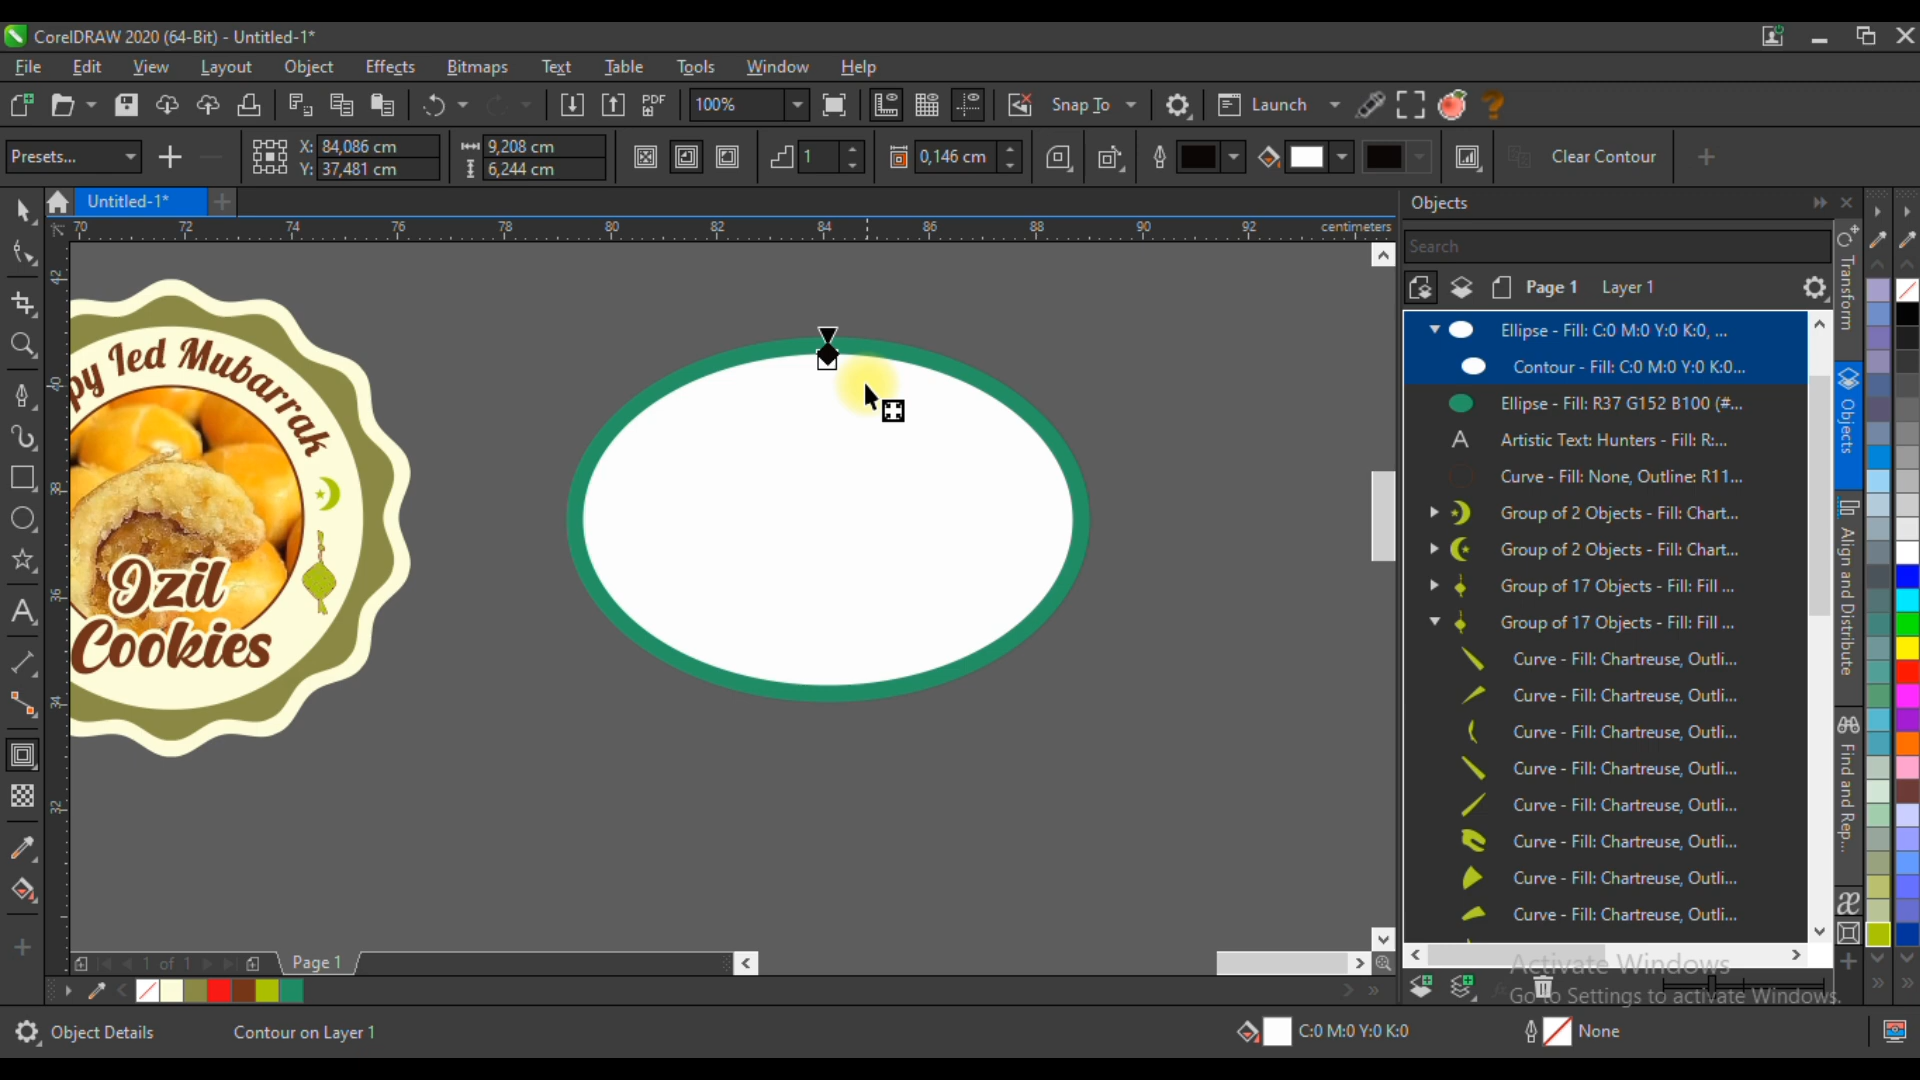 CorelDRAW 2020 (64-Bit) - Untitled-1*
File Edit View Layout Object Effects Bitmaps Text Table Tools Window Help
PDF 100% Snap To Launch
Presets... X: 84,086 cm 9,208 cm 1 0,146 cm Clear Contour
Y: 37,481 cm 6,244 cm
Untitled-1*
70 72 74 76 78 80 82 84 86 88 90 92 centimeters
42
40
38
36
34
32
py Ied Mubarrak
Ozil
Cookies
Objects
Search
Page 1 Layer 1
Ellipse - Fill: C:0 M:0 Y:0 K:0, ...
Contour - Fill: C:0 M:0 Y:0 K:0...
Ellipse - Fill: R37 G152 B100 (#...
A Artistic Text: Hunters - Fill: R:...
Curve - Fill: None, Outline: R11...
Group of 2 Objects - Fill: Chart...
Group of 2 Objects - Fill: Chart...
Group of 17 Objects - Fill: Fill ...
Group of 17 Objects - Fill: Fill ...
Curve - Fill: Chartreuse, Outli...
Curve - Fill: Chartreuse, Outli...
Curve - Fill: Chartreuse, Outli...
Curve - Fill: Chartreuse, Outli...
Curve - Fill: Chartreuse, Outli...
Curve - Fill: Chartreuse, Outli...
Curve - Fill: Chartreuse, Outli...
Curve - Fill: Chartreuse, Outli...
Transform
Objects
Align and Distribute
Find and Rep...
1 of 1 Page 1
Activate Windows
Go to Settings to activate Windows.
Object Details Contour on Layer 1 C:0 M:0 Y:0 K:0 None